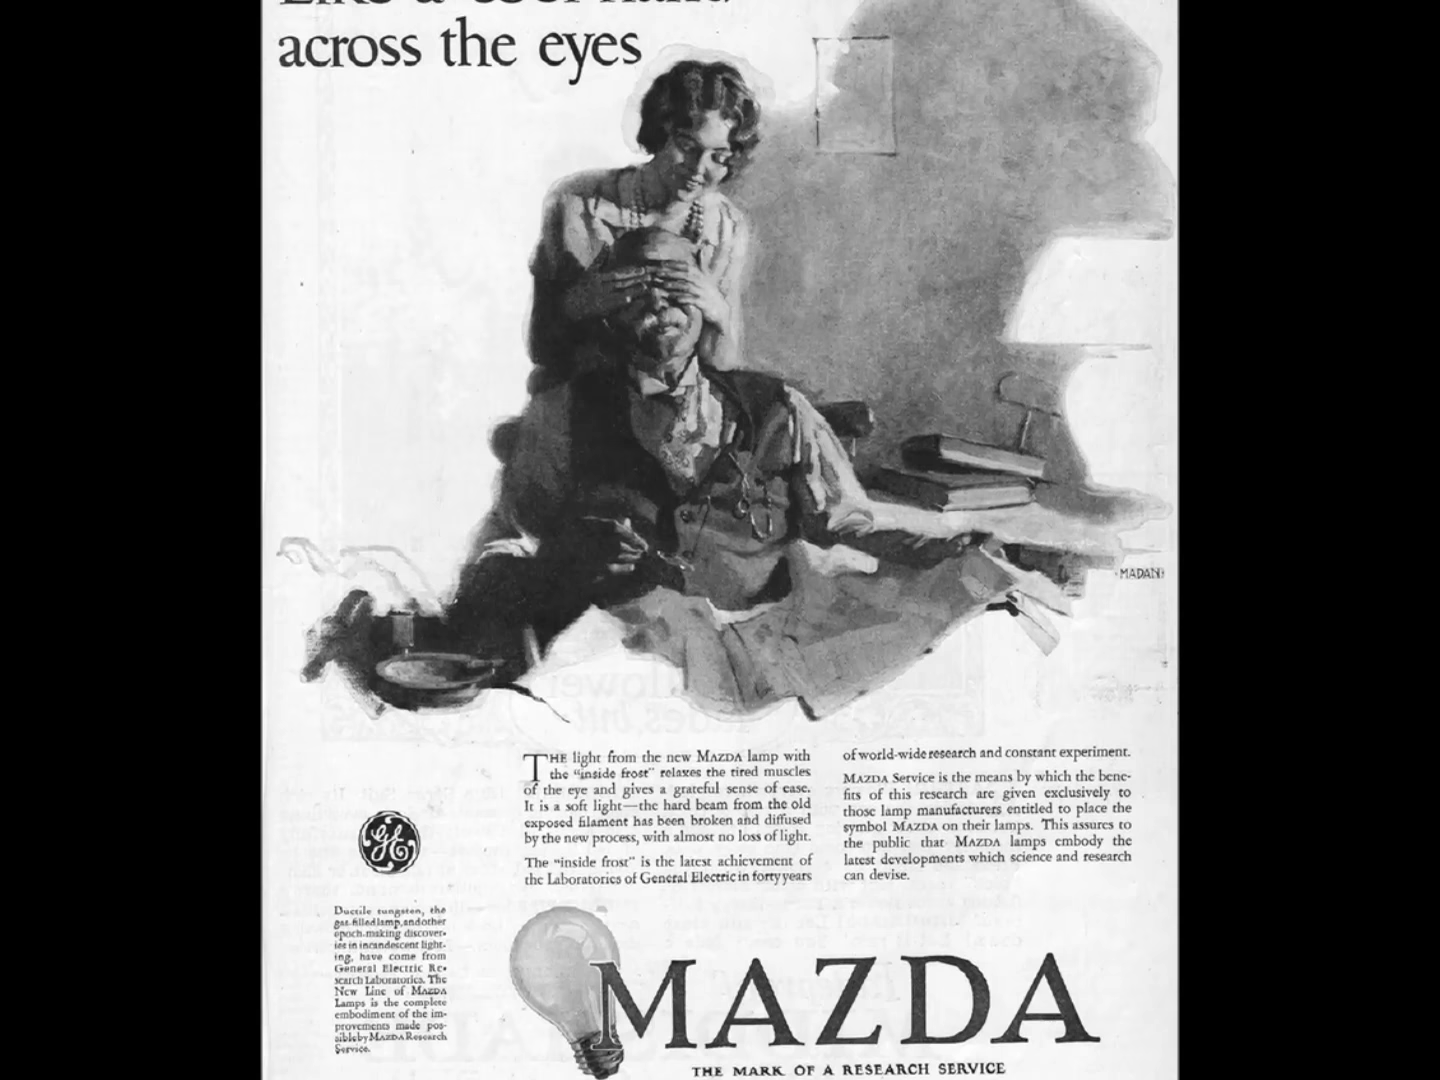 Like a cool hand
across the eyes
MADAN
THE light from the new MAZDA lamp with
the "inside frost" relaxes the tired muscles
of the eye and gives a grateful sense of ease.
It is a soft light—the hard beam from the old
exposed filament has been broken and diffused
by the new process, with almost no loss of light.
The "inside frost" is the latest achievement of
the Laboratories of General Electric in forty years
of world-wide research and constant experiment.
MAZDA Service is the means by which the bene-
fits of this research are given exclusively to
those lamp manufacturers entitled to place the
symbol MAZDA on their lamps. This assures to
the public that MAZDA lamps embody the
latest developments which science and research
can devise.
GE
Ductile tungsten, the
gas-filled lamp, and other
epoch-making discover-
ies in incandescent light-
ing, have come from
General Electric Re-
search Laboratories. The
New Line of MAZDA
Lamps is the complete
embodiment of the im-
provements made pos-
sible by MAZDA Research
Service.
MAZDA
THE MARK OF A RESEARCH SERVICE